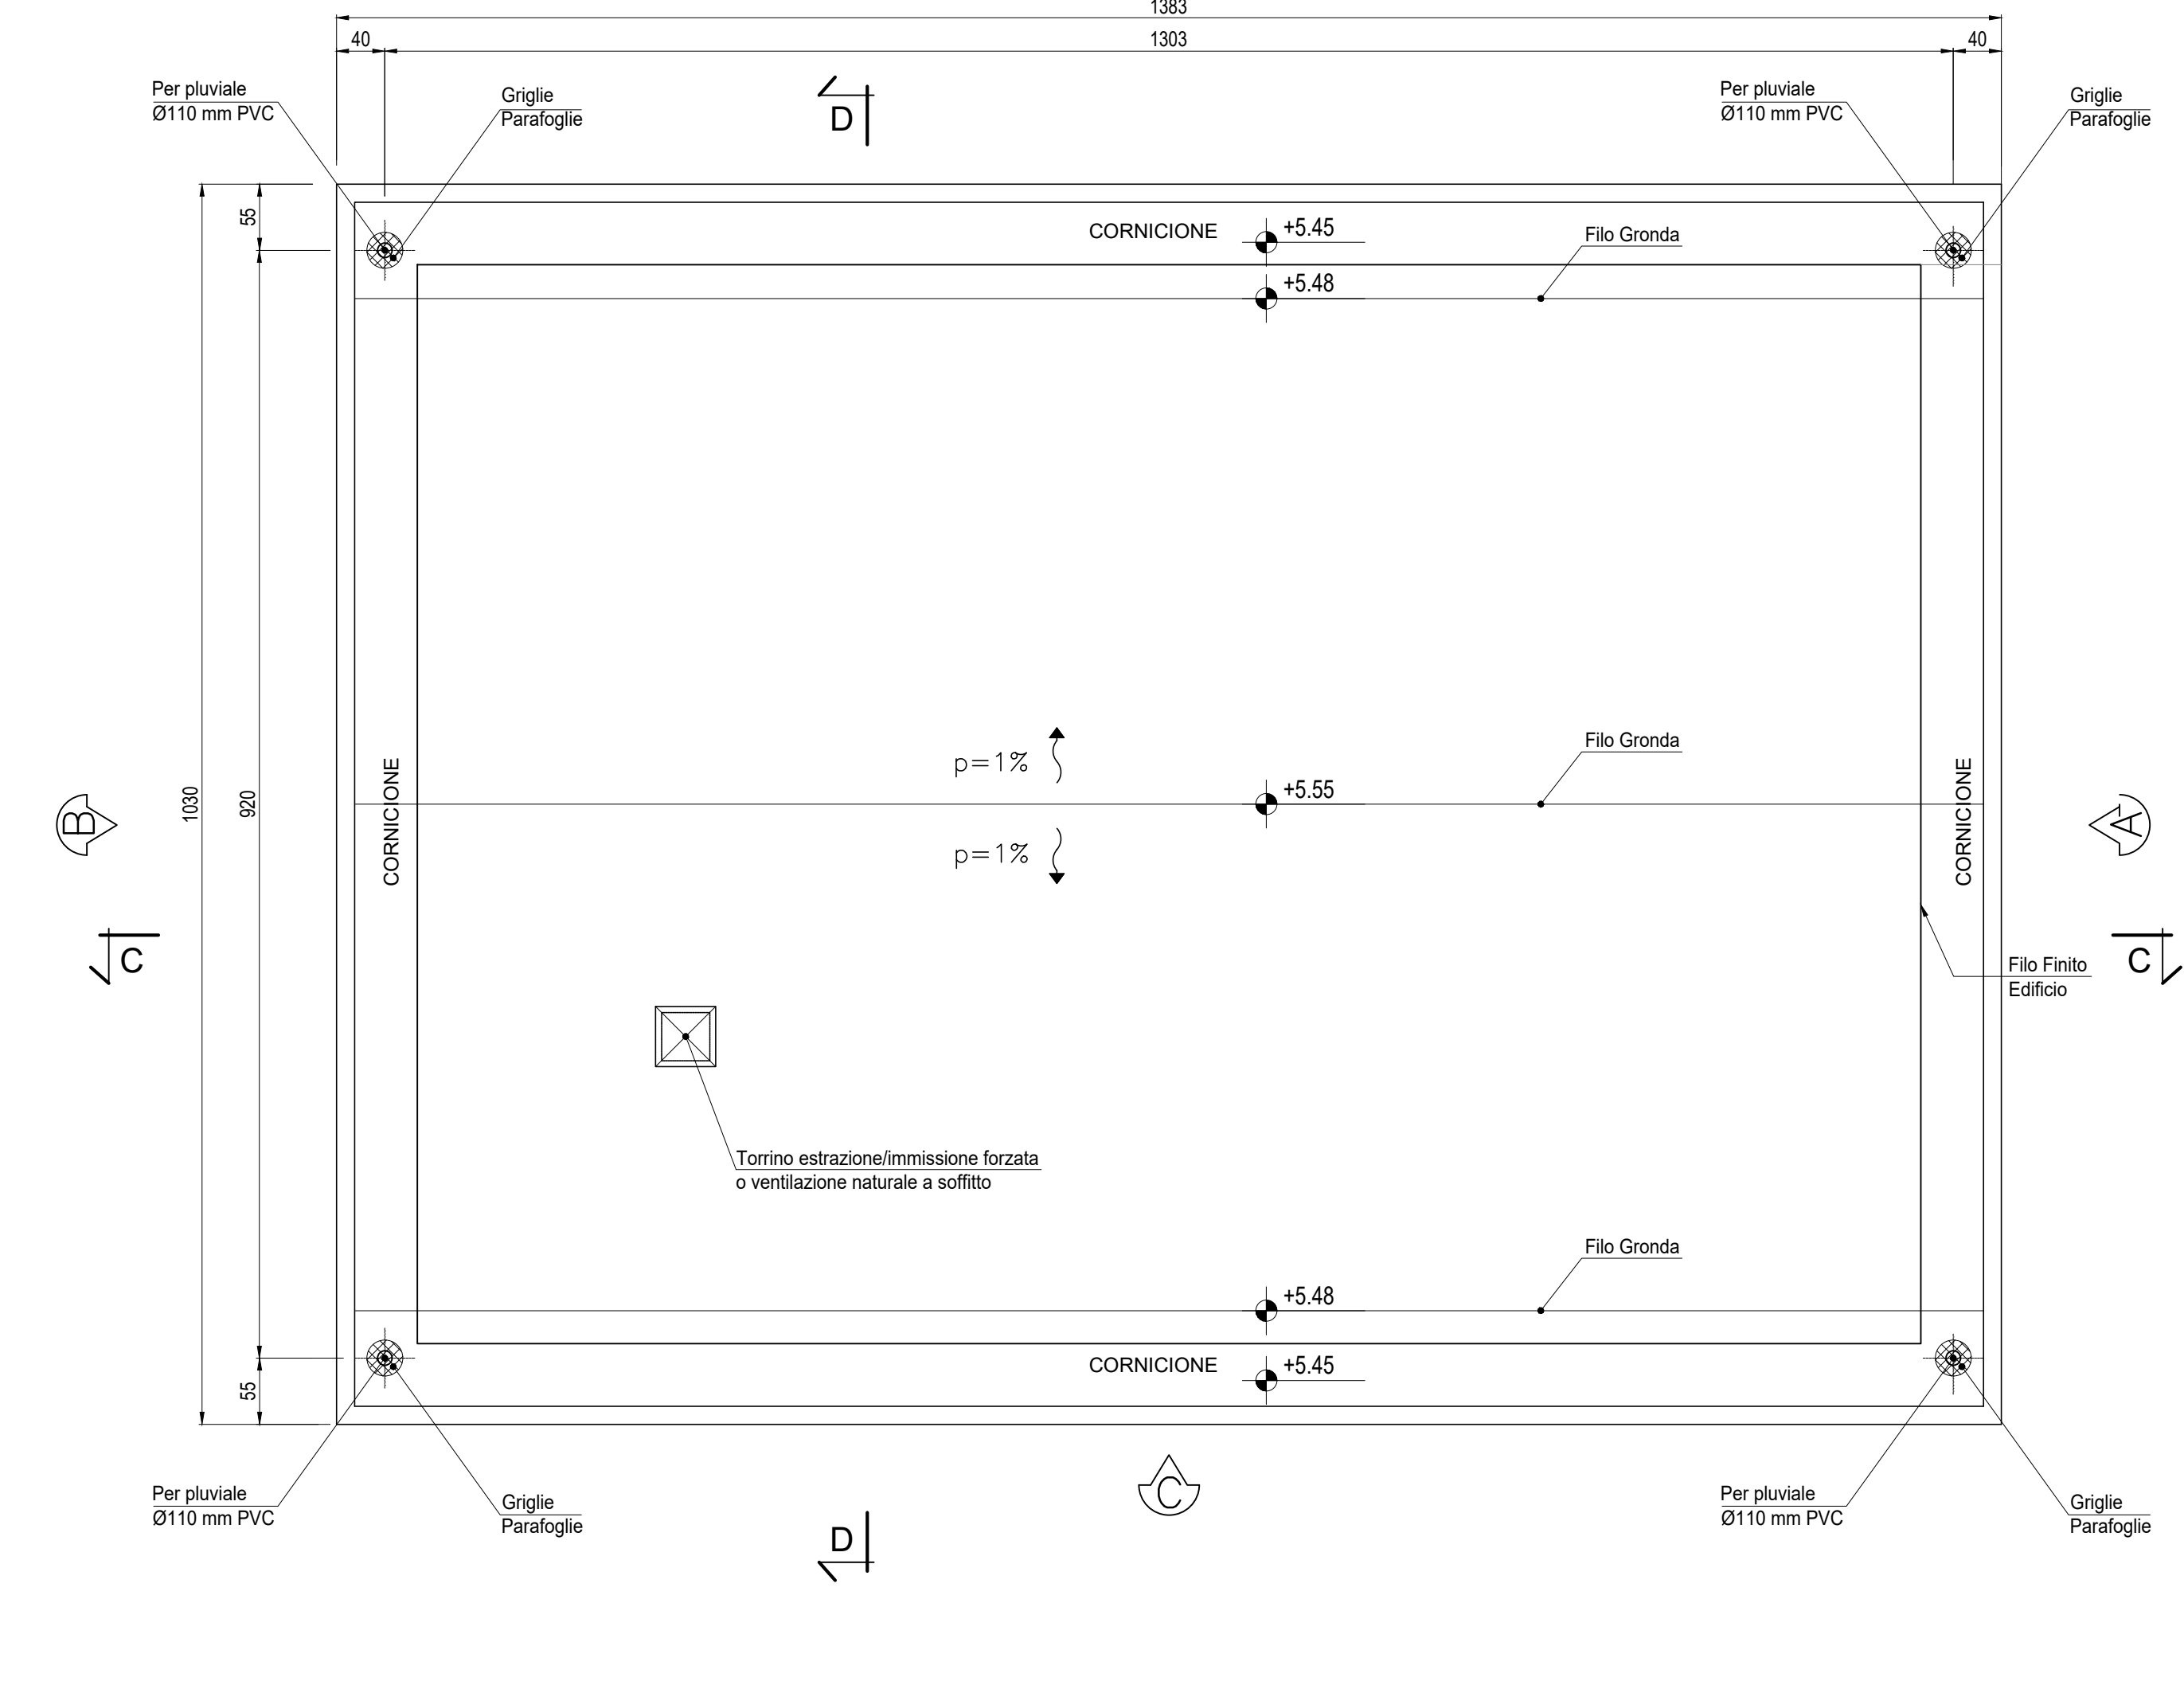 1383
40
1303
40
Per pluviale
Ø110 mm PVC
Griglie
Parafoglie
D
Per pluviale
Ø110 mm PVC
Griglie
Parafoglie
55
CORNICIONE
+5.45
Filo Gronda
+5.48
p=1%
Filo Gronda
+5.55
1030
920
CORNICIONE
CORNICIONE
B
A
p=1%
C
C
Filo Finito
Edificio
Torrino estrazione/immissione forzata
o ventilazione naturale a soffitto
Filo Gronda
+5.48
CORNICIONE
+5.45
55
C
Per pluviale
Ø110 mm PVC
Griglie
Parafoglie
D
Per pluviale
Ø110 mm PVC
Griglie
Parafoglie